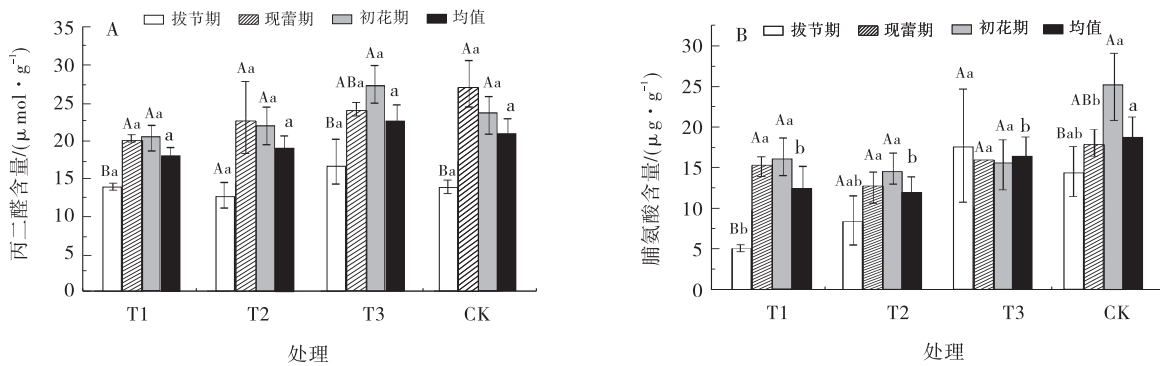 A
拔节期 现蕾期 初花期 均值
丙二醛含量/(μmol·g⁻¹)
35
30
25
20
15
10
5
0
Ba Aa Aa a
Aa Aa Aa a
Ba ABa Aa a
Ba Aa Aa a
T1 T2 T3 CK
处理
B
拔节期 现蕾期 初花期 均值
脯氨酸含量/(μg·g⁻¹)
30
25
20
15
10
5
0
Bb Aa Aa b
Aab Aa Aa b
Aa Aa Aa b
Bab ABb Aa a
T1 T2 T3 CK
处理